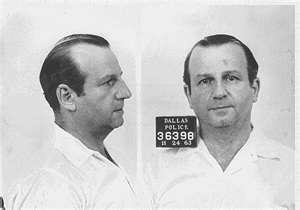 DALLAS
POLICE
36398
11 24 63